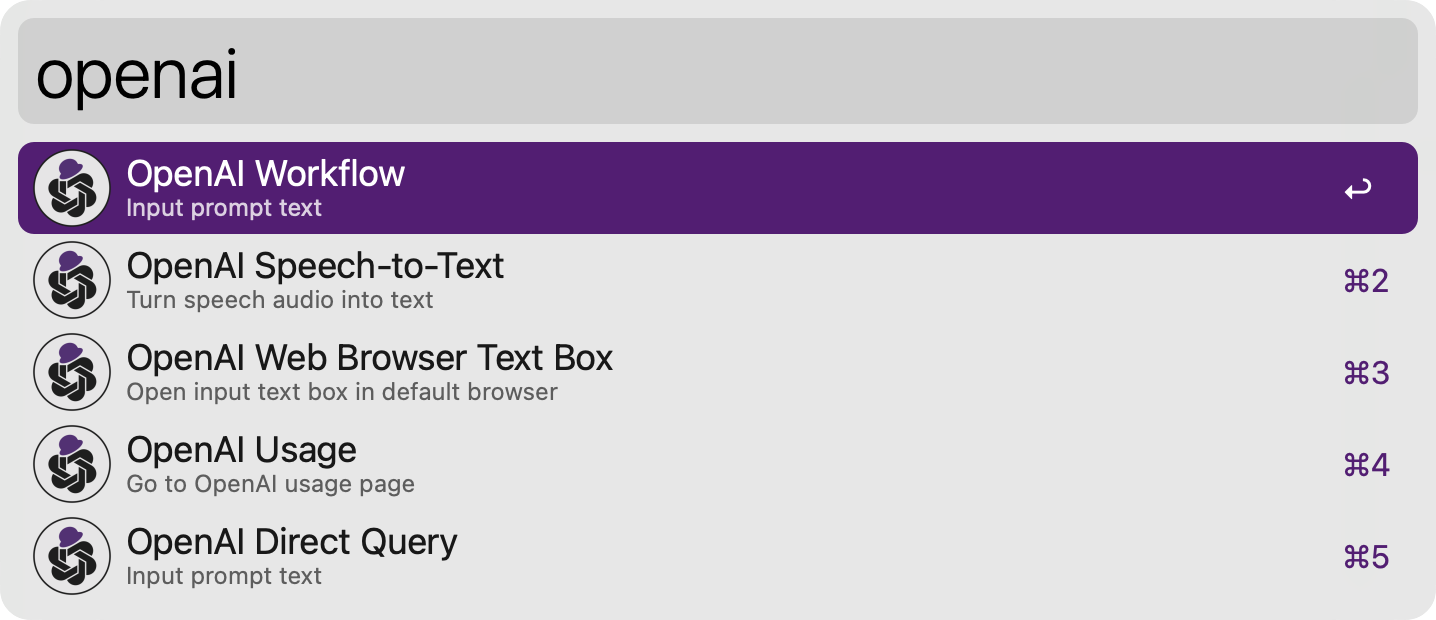 openai
OpenAI Workflow
Input prompt text
OpenAI Speech-to-Text
Turn speech audio into text
⌘2
OpenAI Web Browser Text Box
Open input text box in default browser
⌘3
OpenAI Usage
Go to OpenAI usage page
⌘4
OpenAI Direct Query
Input prompt text
⌘5